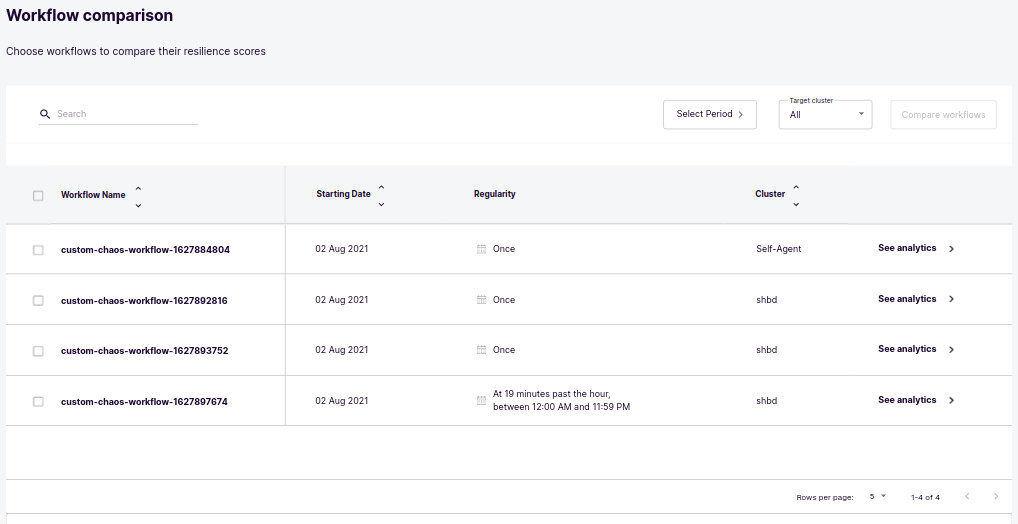 Workflow comparison
Choose workflows to compare their resilience scores
Search
Select Period
Target cluster
All
Compare workflows
Workflow Name
Starting Date
Regularity
Cluster
custom-chaos-workflow-1627884804
02 Aug 2021
Once
Self-Agent
See analytics
custom-chaos-workflow-1627892816
02 Aug 2021
Once
shbd
See analytics
custom-chaos-workflow-1627893752
02 Aug 2021
Once
shbd
See analytics
custom-chaos-workflow-1627897674
02 Aug 2021
At 19 minutes past the hour,
between 12:00 AM and 11:59 PM
shbd
See analytics
Rows per page:
5
1-4 of 4